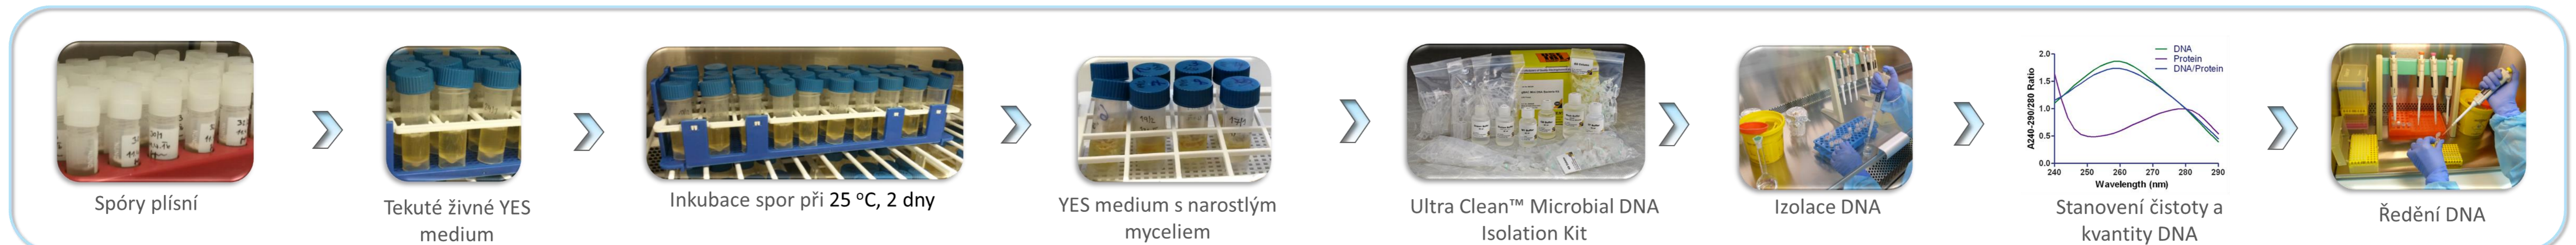 Spóry plísní
Tekuté živné YES
medium
Inkubace spor při 25 °C, 2 dny
YES medium s narostlým
myceliem
Ultra Clean™ Microbial DNA
Isolation Kit
Izolace DNA
A240-290/280 Ratio
2.0
1.5
1.0
0.5
0.0
DNA
Protein
DNA/Protein
240 250 260 270 280 290
Wavelength (nm)
Stanovení čistoty a
kvantity DNA
Ředění DNA